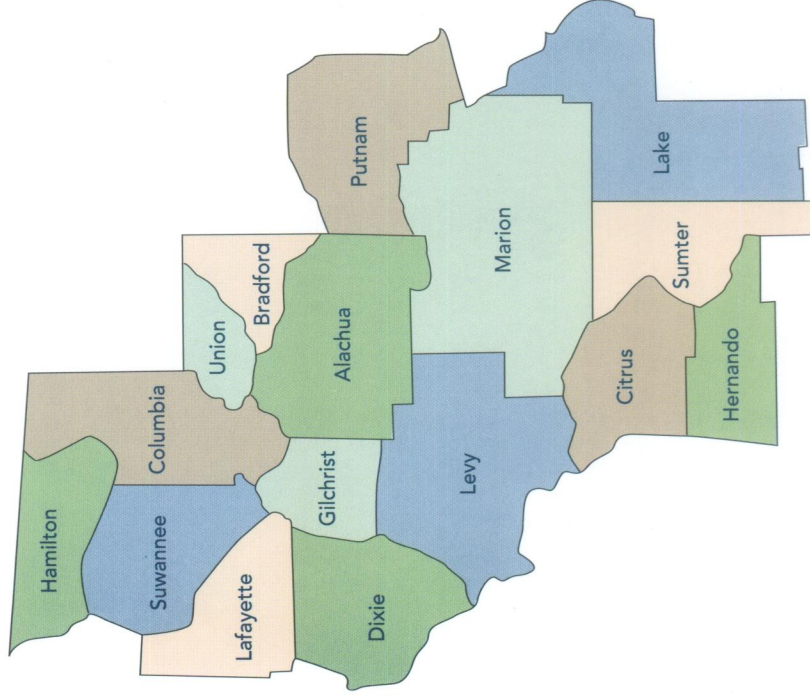 Hamilton
Suwannee
Columbia
Lafayette
Union
Bradford
Gilchrist
Alachua
Putnam
Dixie
Levy
Marion
Citrus
Sumter
Lake
Hernando